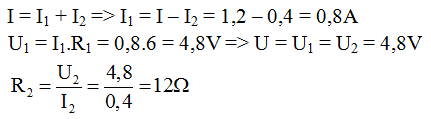 I = I₁ + I₂ => I₁ = I – I₂ = 1,2 – 0,4 = 0,8A
U₁ = I₁.R₁ = 0,8.6 = 4,8V => U = U₁ = U₂ = 4,8V
R₂ = U₂/I₂ = 4,8/0,4 = 12Ω